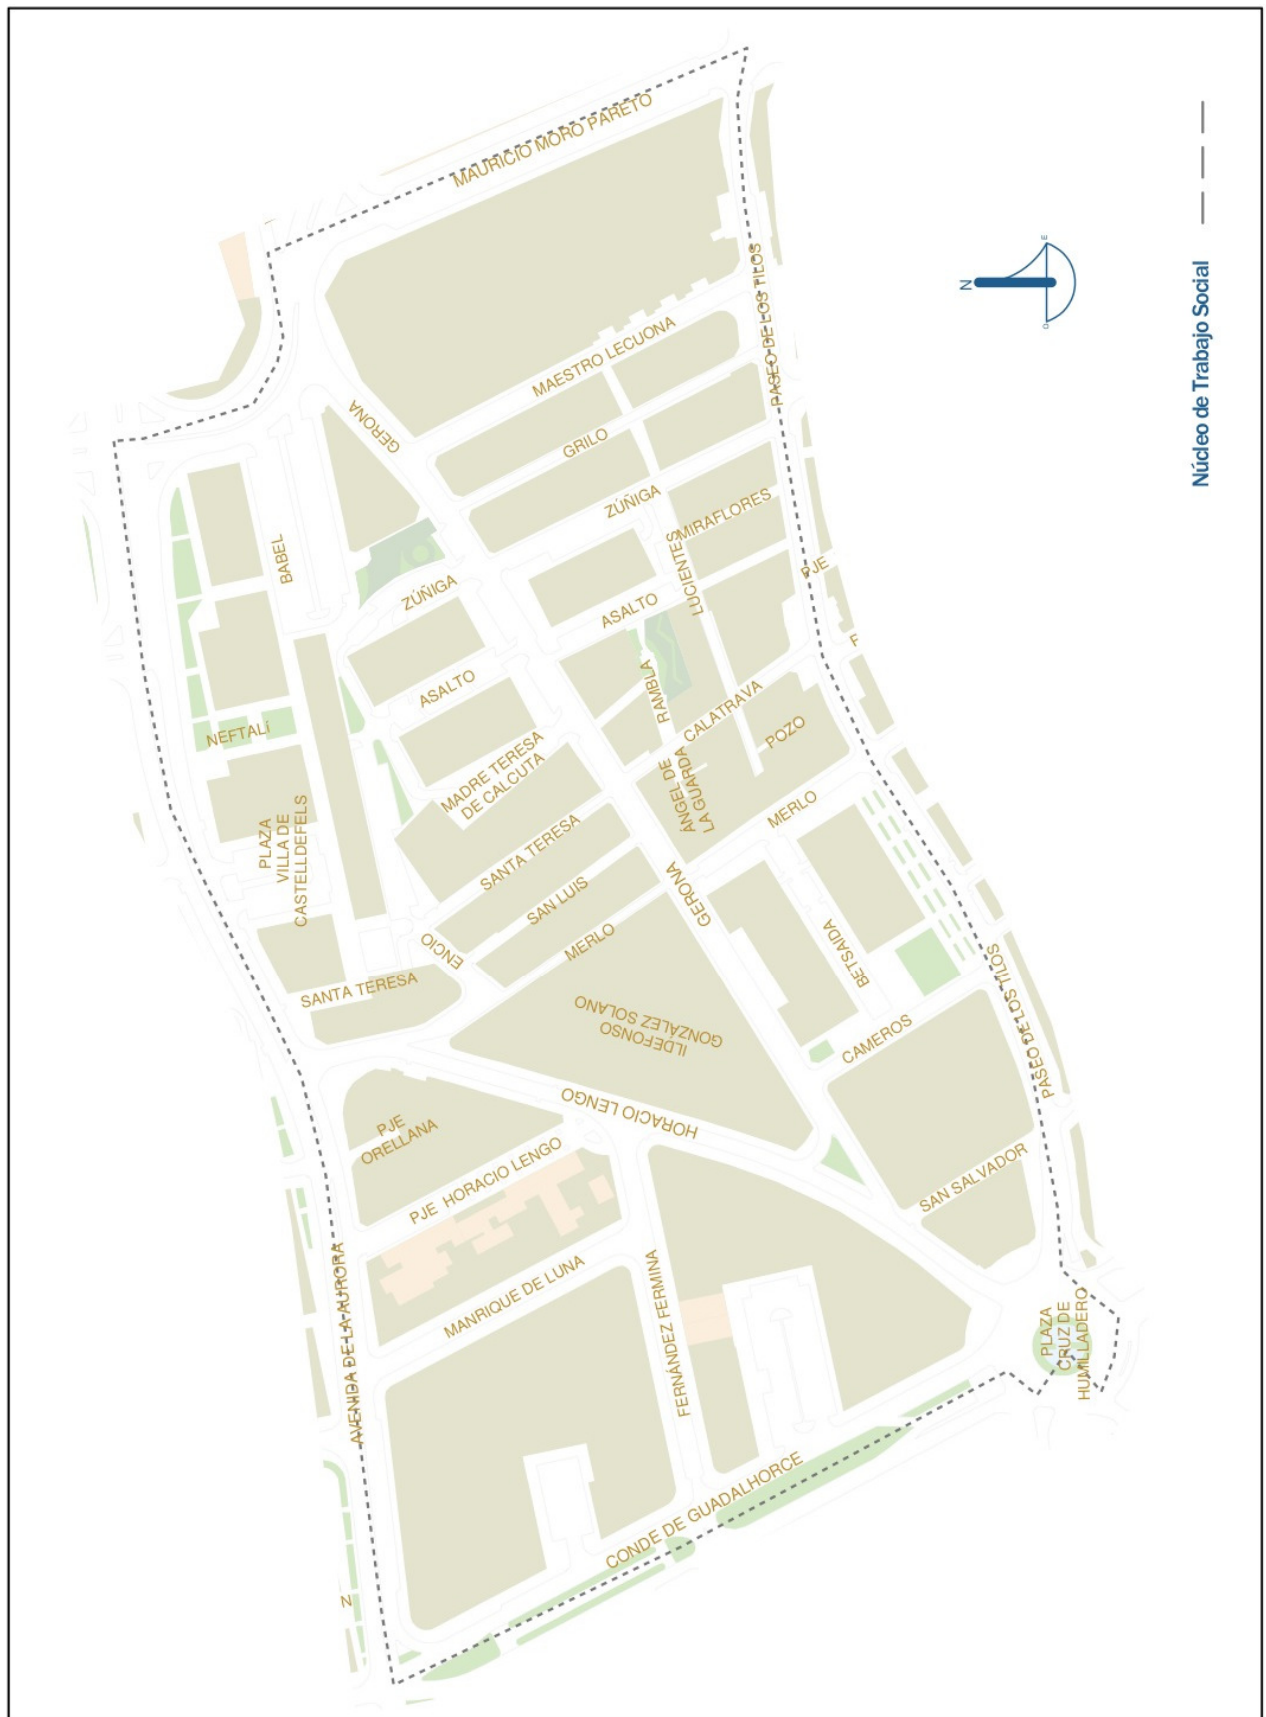 MAURICIO MORO PARETO
PASEO DE LOS TILOS
N
E
O
Núcleo de Trabajo Social
MAESTRO LECUONA
GERONA
GRILO
ZÚÑIGA
MIRAFLORES
LUCIENTES
BABEL
ZÚÑIGA
ASALTO
PJE
F
ASALTO
RAMBLA
CALATRAVA
NEFTALÍ
POZO
MADRE TERESA
DE CALCUTA
ÁNGEL DE
LA GUARDA
MERLO
PLAZA
VILLA DE
CASTELLDEFELS
SANTA TERESA
SAN LUIS
GERONA
MERLO
ENCIO
BETSAIDA
SANTA TERESA
ILDEFONSO
GONZÁLEZ SOLANO
CAMEROS
PASEO DE LOS TILOS
HORACIO LENGO
PJE
ORELLANA
PJE HORACIO LENGO
SAN SALVADOR
AVENIDA DE LA AURORA
MANRIQUE DE LUNA
FERNÁNDEZ FERMINA
PLAZA
CRUZ DE
HUMILLADERO
CONDE DE GUADALHORCE
N